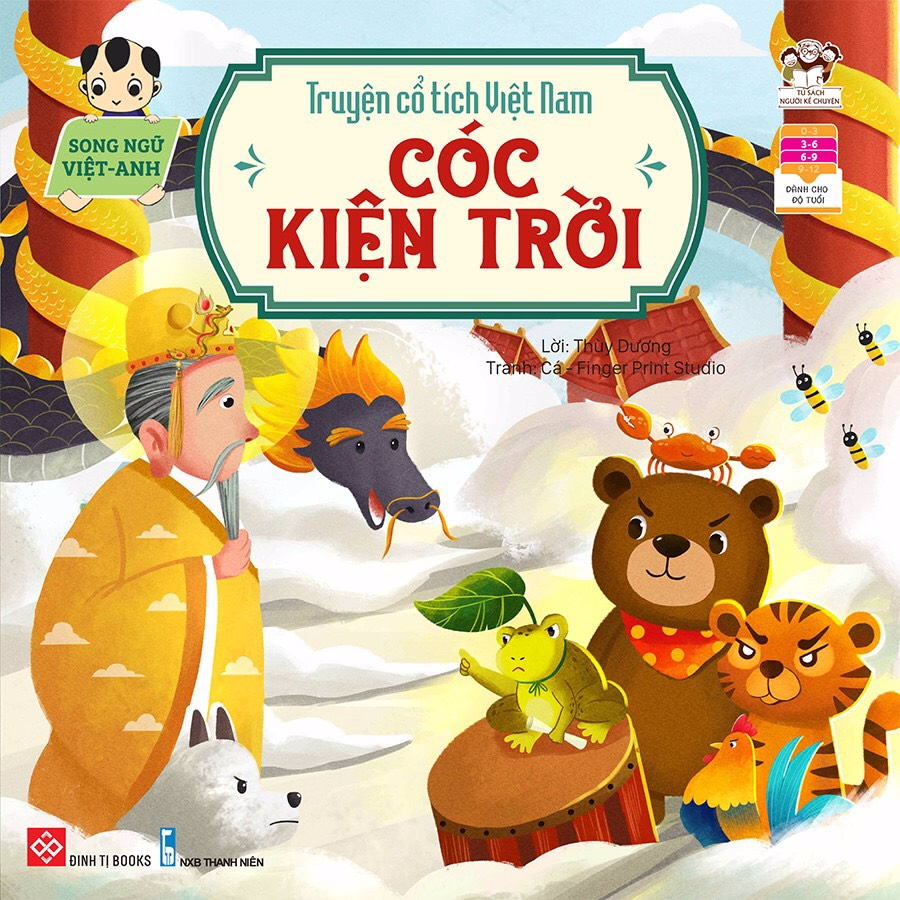 SONG NGỮ
VIỆT-ANH
Truyện cổ tích Việt Nam
CÓC
KIỆN TRỜI
TỦ SÁCH
NGƯỜI KỂ CHUYỆN
0-3
3-6
6-9
9-12
DÀNH CHO
ĐỘ TUỔI
Lời: Thùy Dương
Tranh: Cá - Finger Print Studio
ĐINH TỊ BOOKS
NXB THANH NIÊN